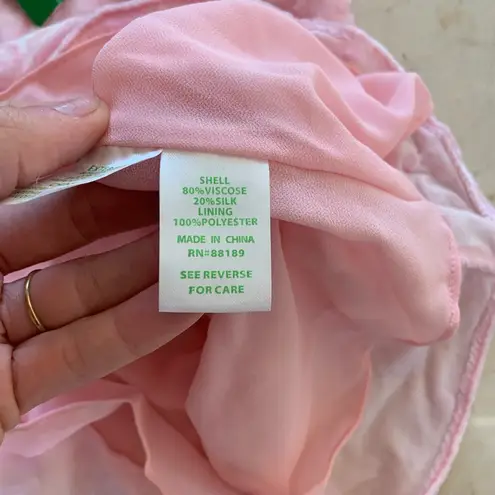 SHELL
80%VISCOSE
20%SILK
LINING
100%POLYESTER
MADE IN CHINA
RN#88189
SEE REVERSE
FOR CARE